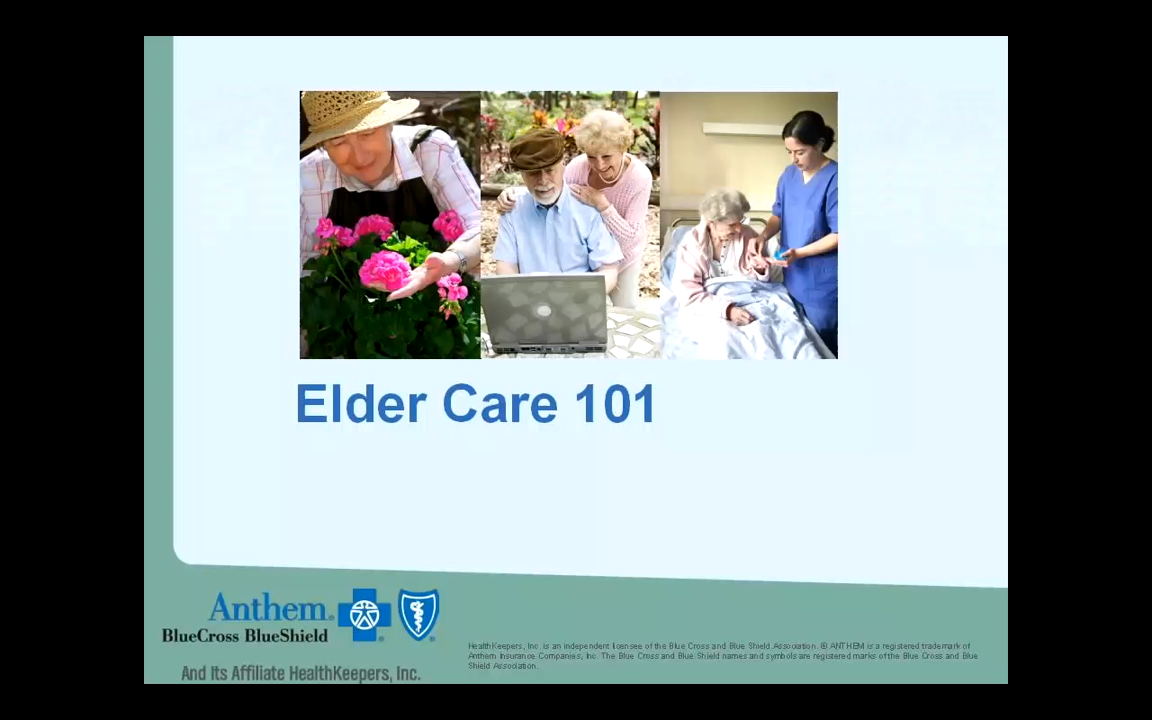 Elder Care 101
Anthem®
BlueCross BlueShield
And Its Affiliate HealthKeepers, Inc.
HealthKeepers, Inc. is an independent licensee of the Blue Cross and Blue Shield Association. ® ANTHEM is a registered trademark of
Anthem Insurance Companies, Inc. The Blue Cross and Blue Shield names and symbols are registered marks of the Blue Cross and Blue
Shield Association.